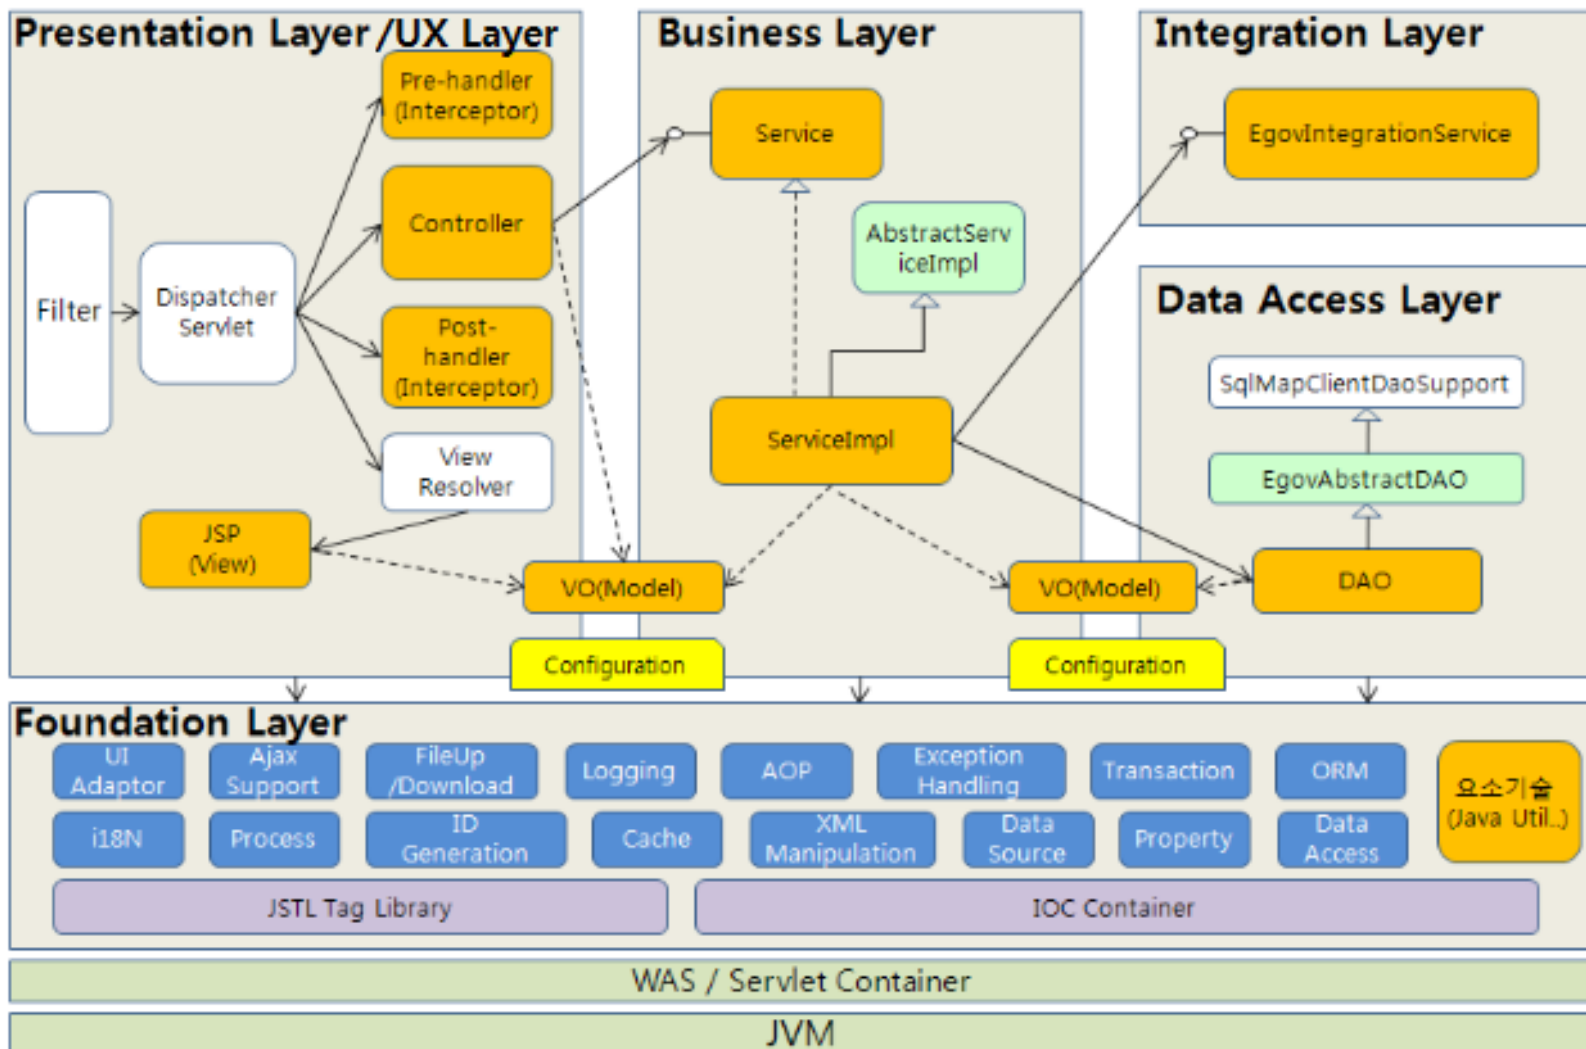 Presentation Layer/UX Layer
Pre-handler
(Interceptor)
Controller
Filter
Dispatcher
Servlet
Post-
handler
(Interceptor)
View
Resolver
JSP
(View)
VO(Model)
Configuration
Business Layer
Service
AbstractServ
iceImpl
ServiceImpl
VO(Model)
Configuration
Integration Layer
EgovIntegrationService
Data Access Layer
SqlMapClientDaoSupport
EgovAbstractDAO
DAO
Foundation Layer
UI
Adaptor
Ajax
Support
FileUp
/Download
Logging
AOP
Exception
Handling
Transaction
ORM
요소기술
(Java Util..)
i18N
Process
ID
Generation
Cache
XML
Manipulation
Data
Source
Property
Data
Access
JSTL Tag Library
IOC Container
WAS / Servlet Container
JVM